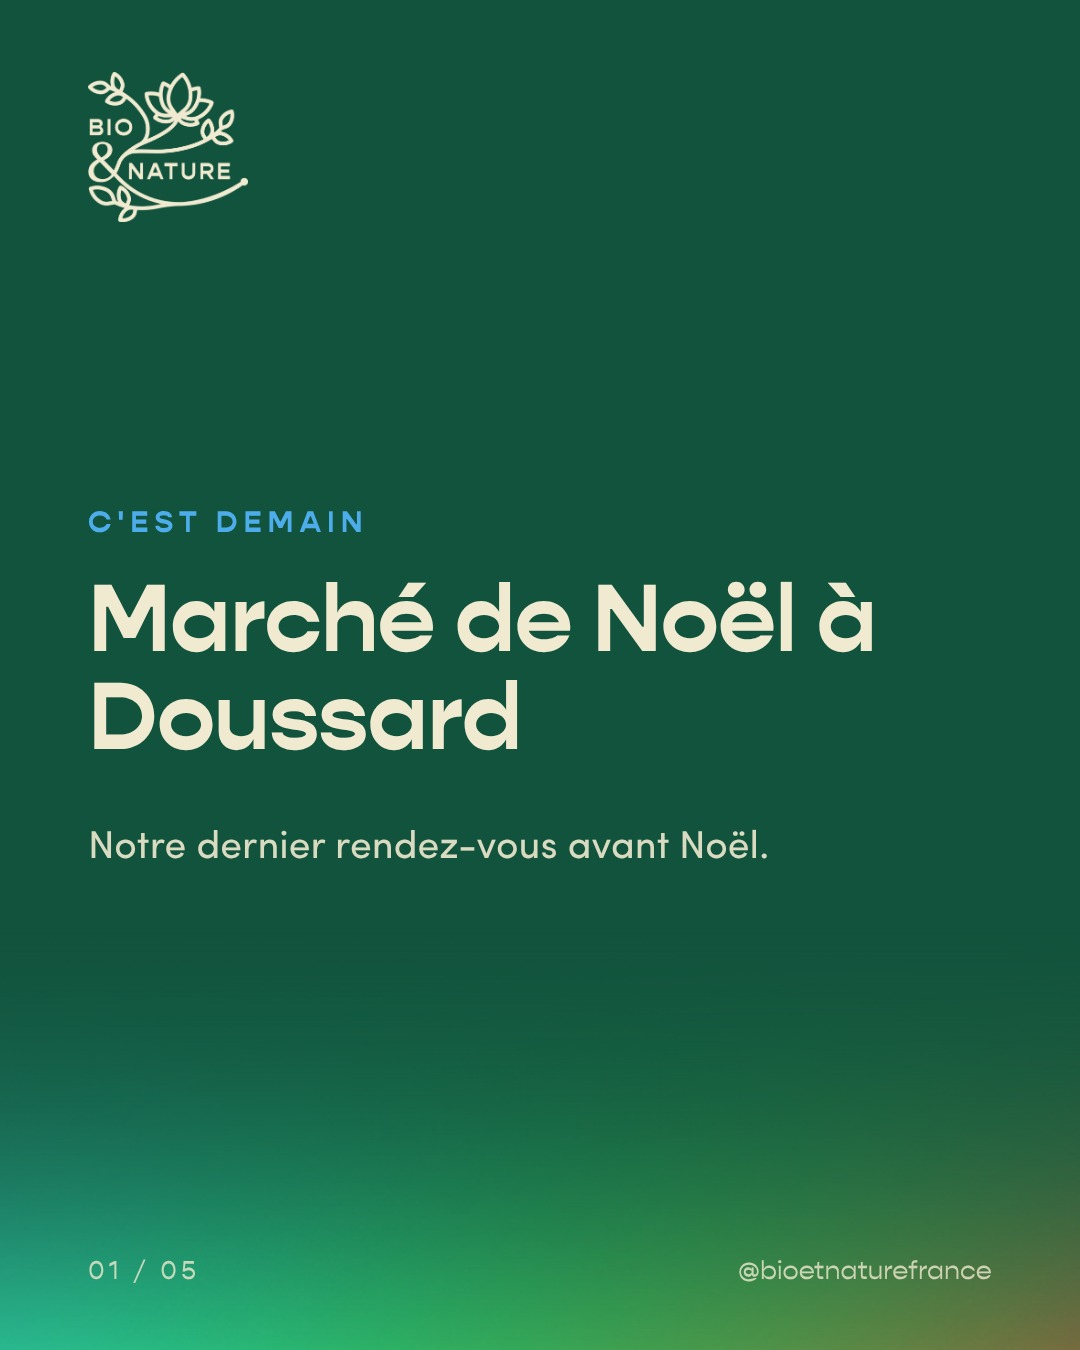 BIO
& NATURE
C'EST DEMAIN
Marché de Noël à
Doussard
Notre dernier rendez-vous avant Noël.
01 / 05
@bioetnaturefrance